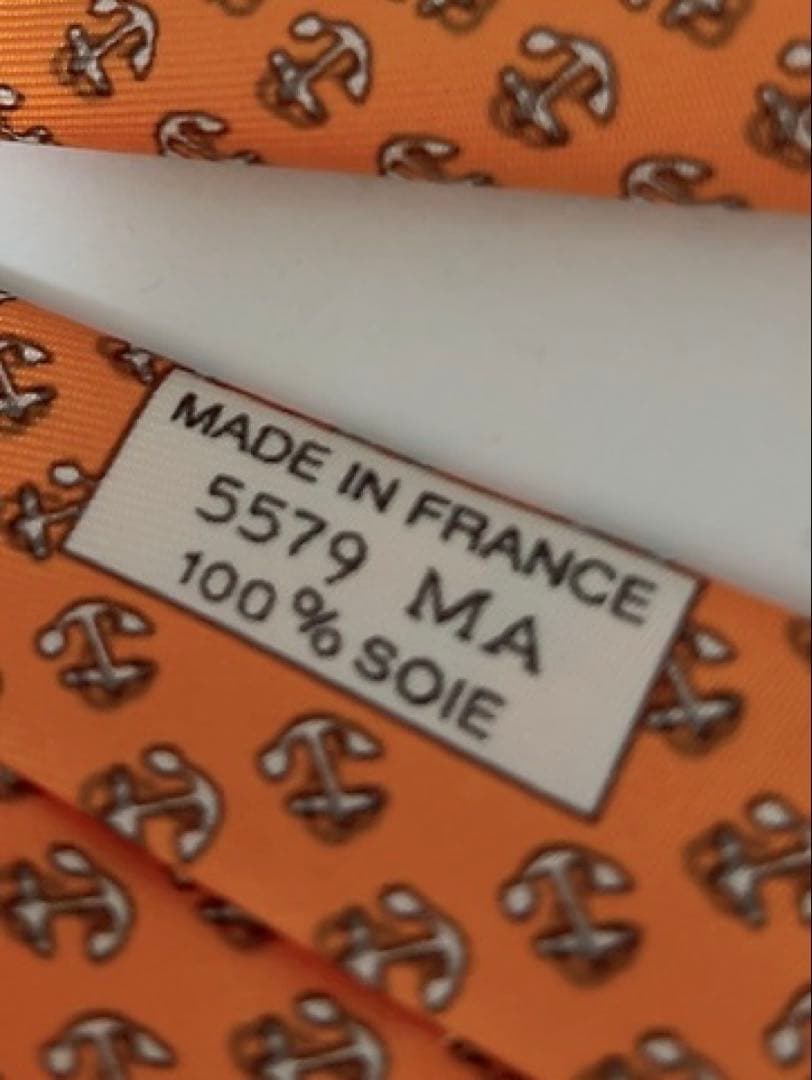 MADE IN FRANCE
5579 MA
100 % SOIE